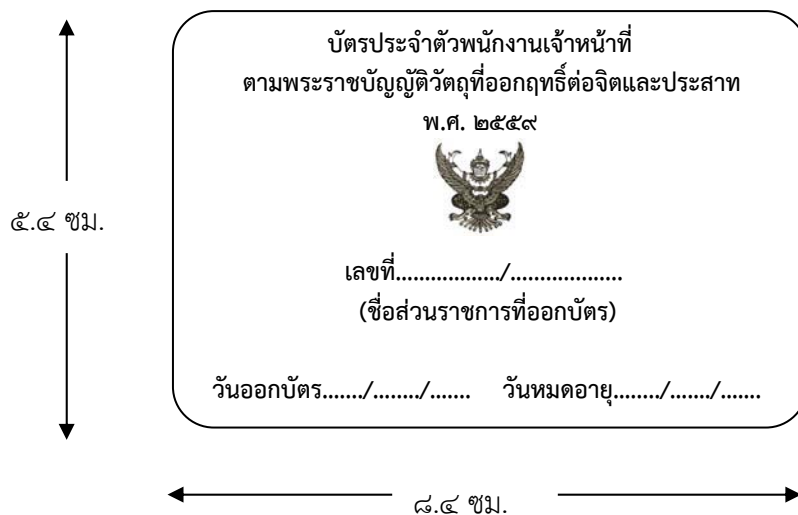 บัตรประจำตัวพนักงานเจ้าหน้าที่
ตามพระราชบัญญัติวัตถุที่ออกฤทธิ์ต่อจิตและประสาท
พ.ศ. ๒๕๕๙
๕.๔ ซม.
เลขที่................../...................
(ชื่อส่วนราชการที่ออกบัตร)
วันออกบัตร......./......../....... วันหมดอายุ......../......./.......
๘.๔ ซม.